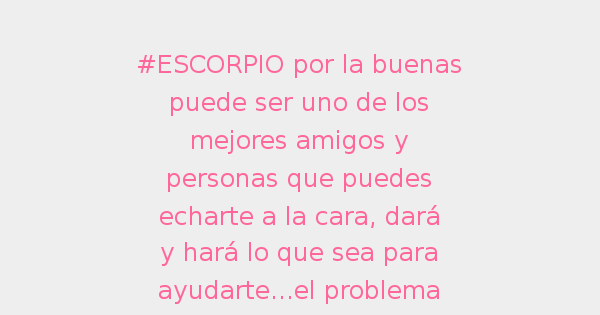 #ESCORPIO por la buenas
puede ser uno de los
mejores amigos y
personas que puedes
echarte a la cara, dará
y hará lo que sea para
ayudarte...el problema